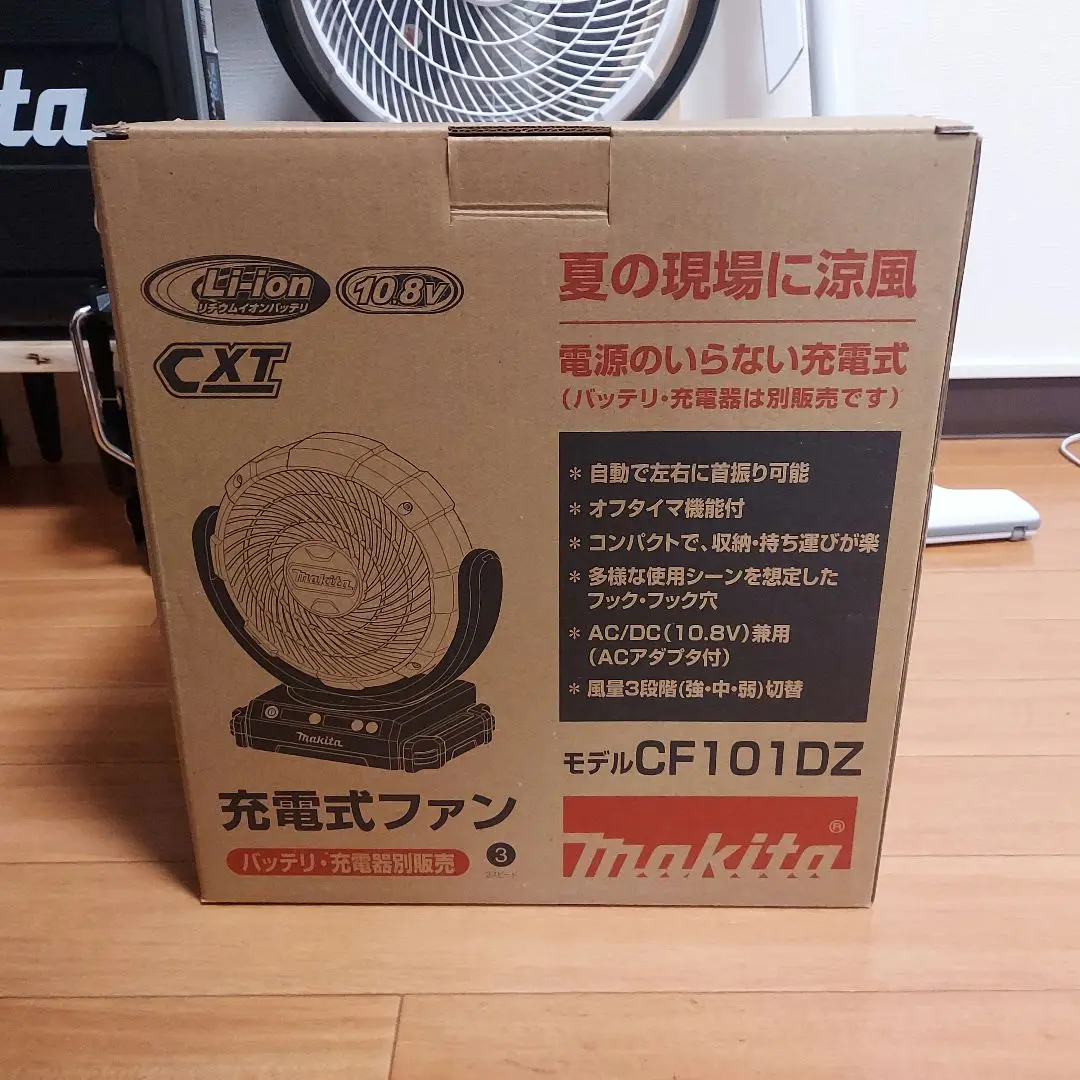 ta
Li-ion
リチウムイオンバッテリ
10.8V
CXT
夏の現場に涼風
電源のいらない充電式
(バッテリ・充電器は別販売です)
＊ 自動で左右に首振り可能
＊ オフタイマ機能付
＊ コンパクトで、収納・持ち運びが楽
＊ 多様な使用シーンを想定した
フック・フック穴
＊ AC/DC(10.8V)兼用
(ACアダプタ付)
＊ 風量3段階(強・中・弱)切替
makita
makita
モデルCF101DZ
充電式ファン
バッテリ・充電器別販売
3
3スピード
makita®